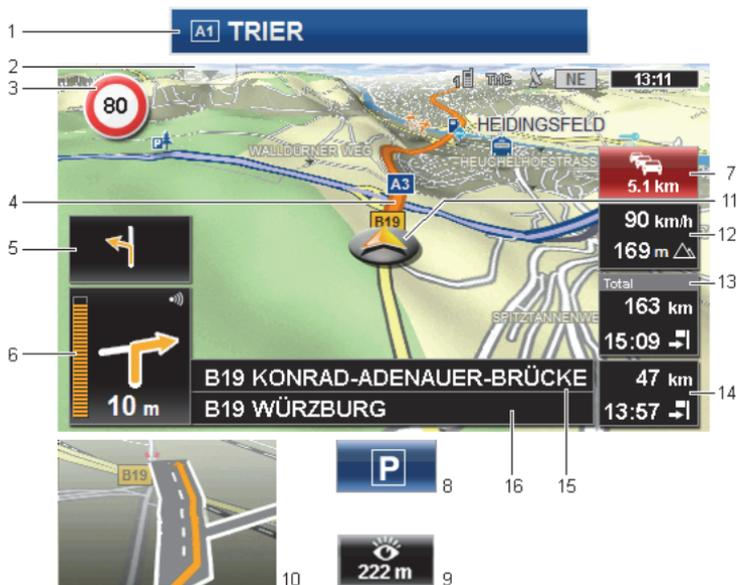 1
A1 TRIER
2
3
80
1 TMC NE 13:11
HEIDINGSFELD
WALLDÜRNER WEG
HEUCHELHOFSTRASS
P
5.1 km
7
A3
4
11
B19
90 km/h
169 m
12
5
Total
13
163 km
15:09
SPITZTANNENWE
6
10 m
B19 KONRAD-ADENAUER-BRÜCKE
B19 WÜRZBURG
47 km
13:57
14
16
15
B19
P
8
10
222 m
9